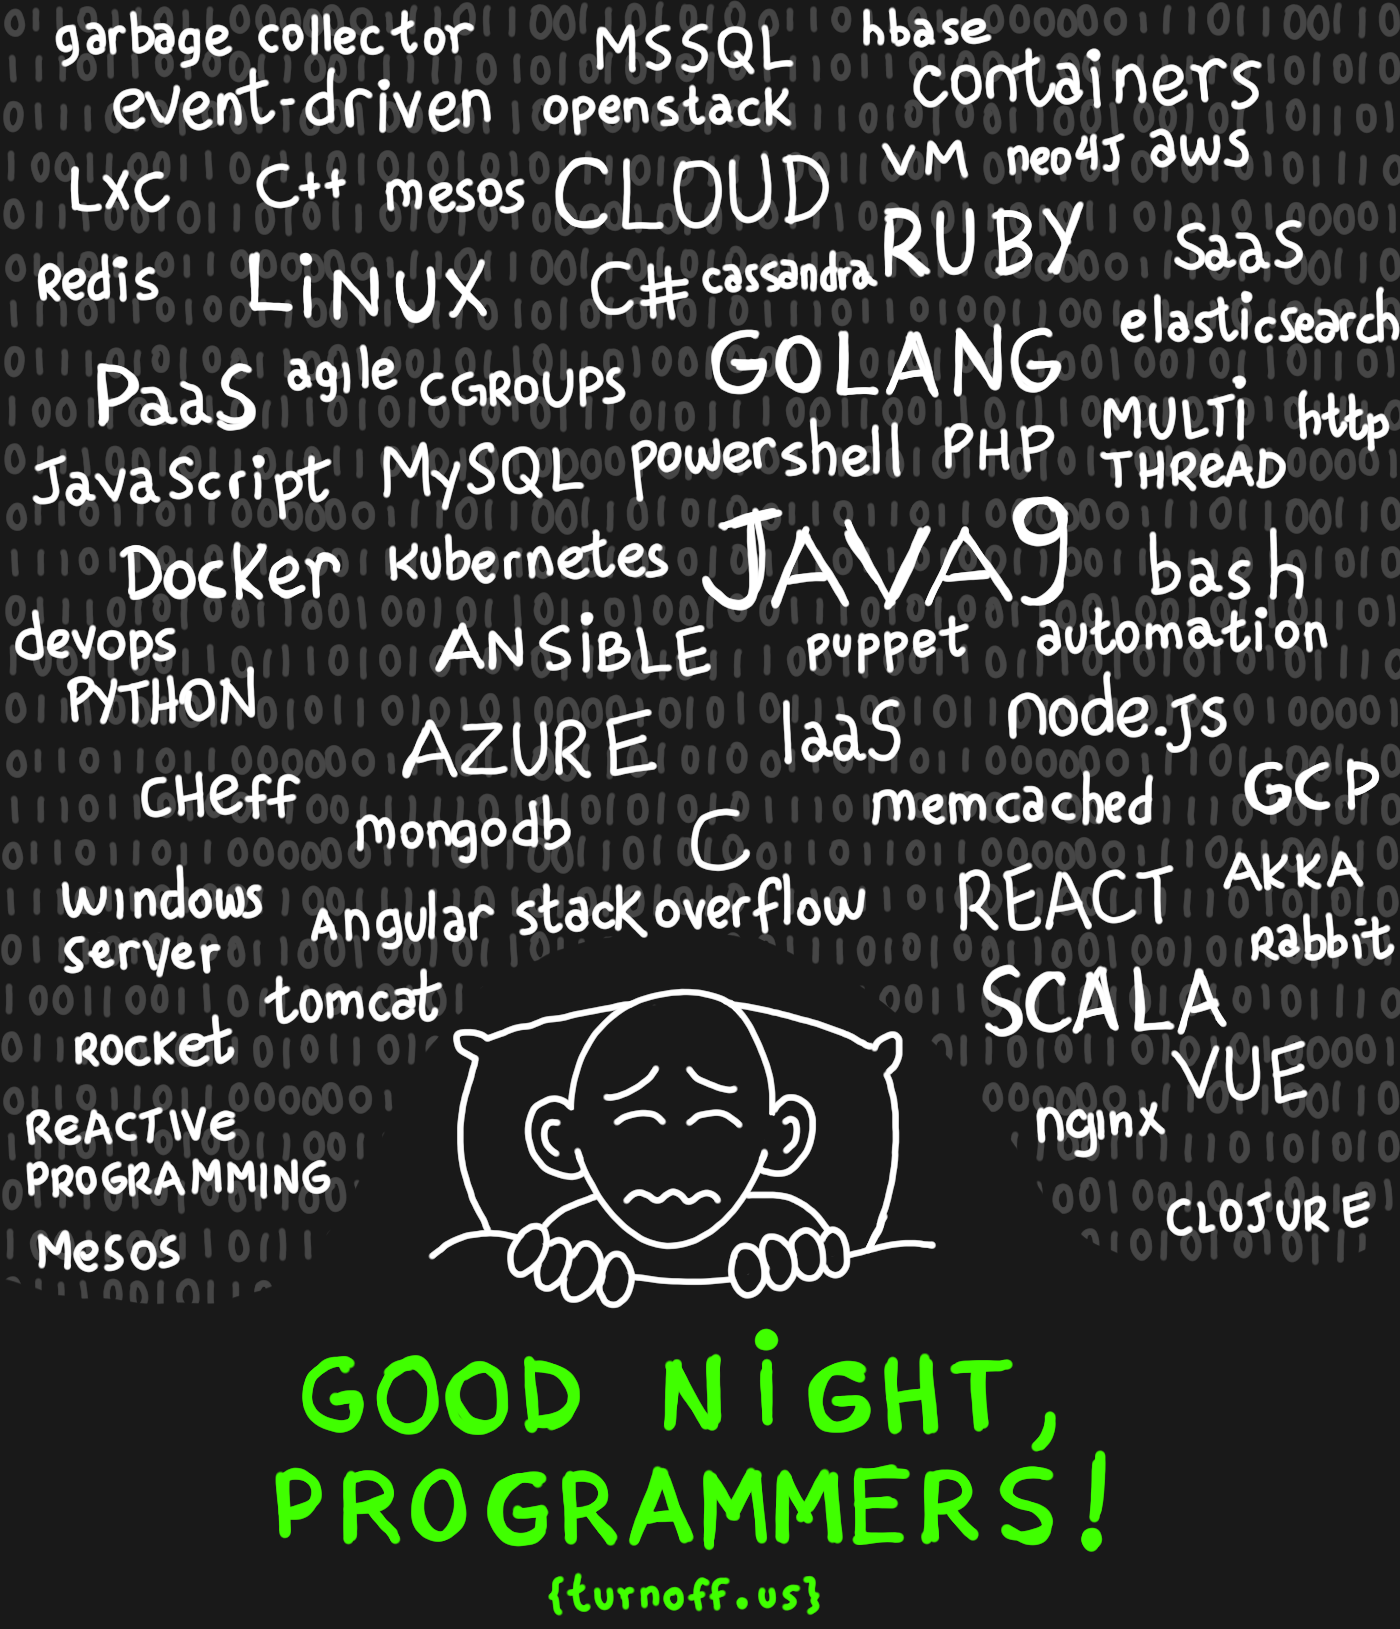 garbage collector MSSQL hbase
event-driven openstack containers
LXC C++ mesos CLOUD VM neo4J aws
Redis LiNUX C# cassandra RUBY SaaS
elasticsearch
PaaS agile CGROUPS GOLANG
MULTi http
JavaScript MySQL powershell PHP THReAD
Docker Kubernetes JAVA9 bash
devops ANSiBLE puppet automation
PYTHON AZURE IaaS node.js
CHeff mongodb C memcached GCP
windows Angular stackoverflow REACT AKKA
server Rabbit
tomcat SCALA
Rocket VUE
ReACTIVe nginx
PROGRAMMING
Mesos CLOJURE
GOOD NiGHT,
PROGRAMMERS!
{turnoff.us}